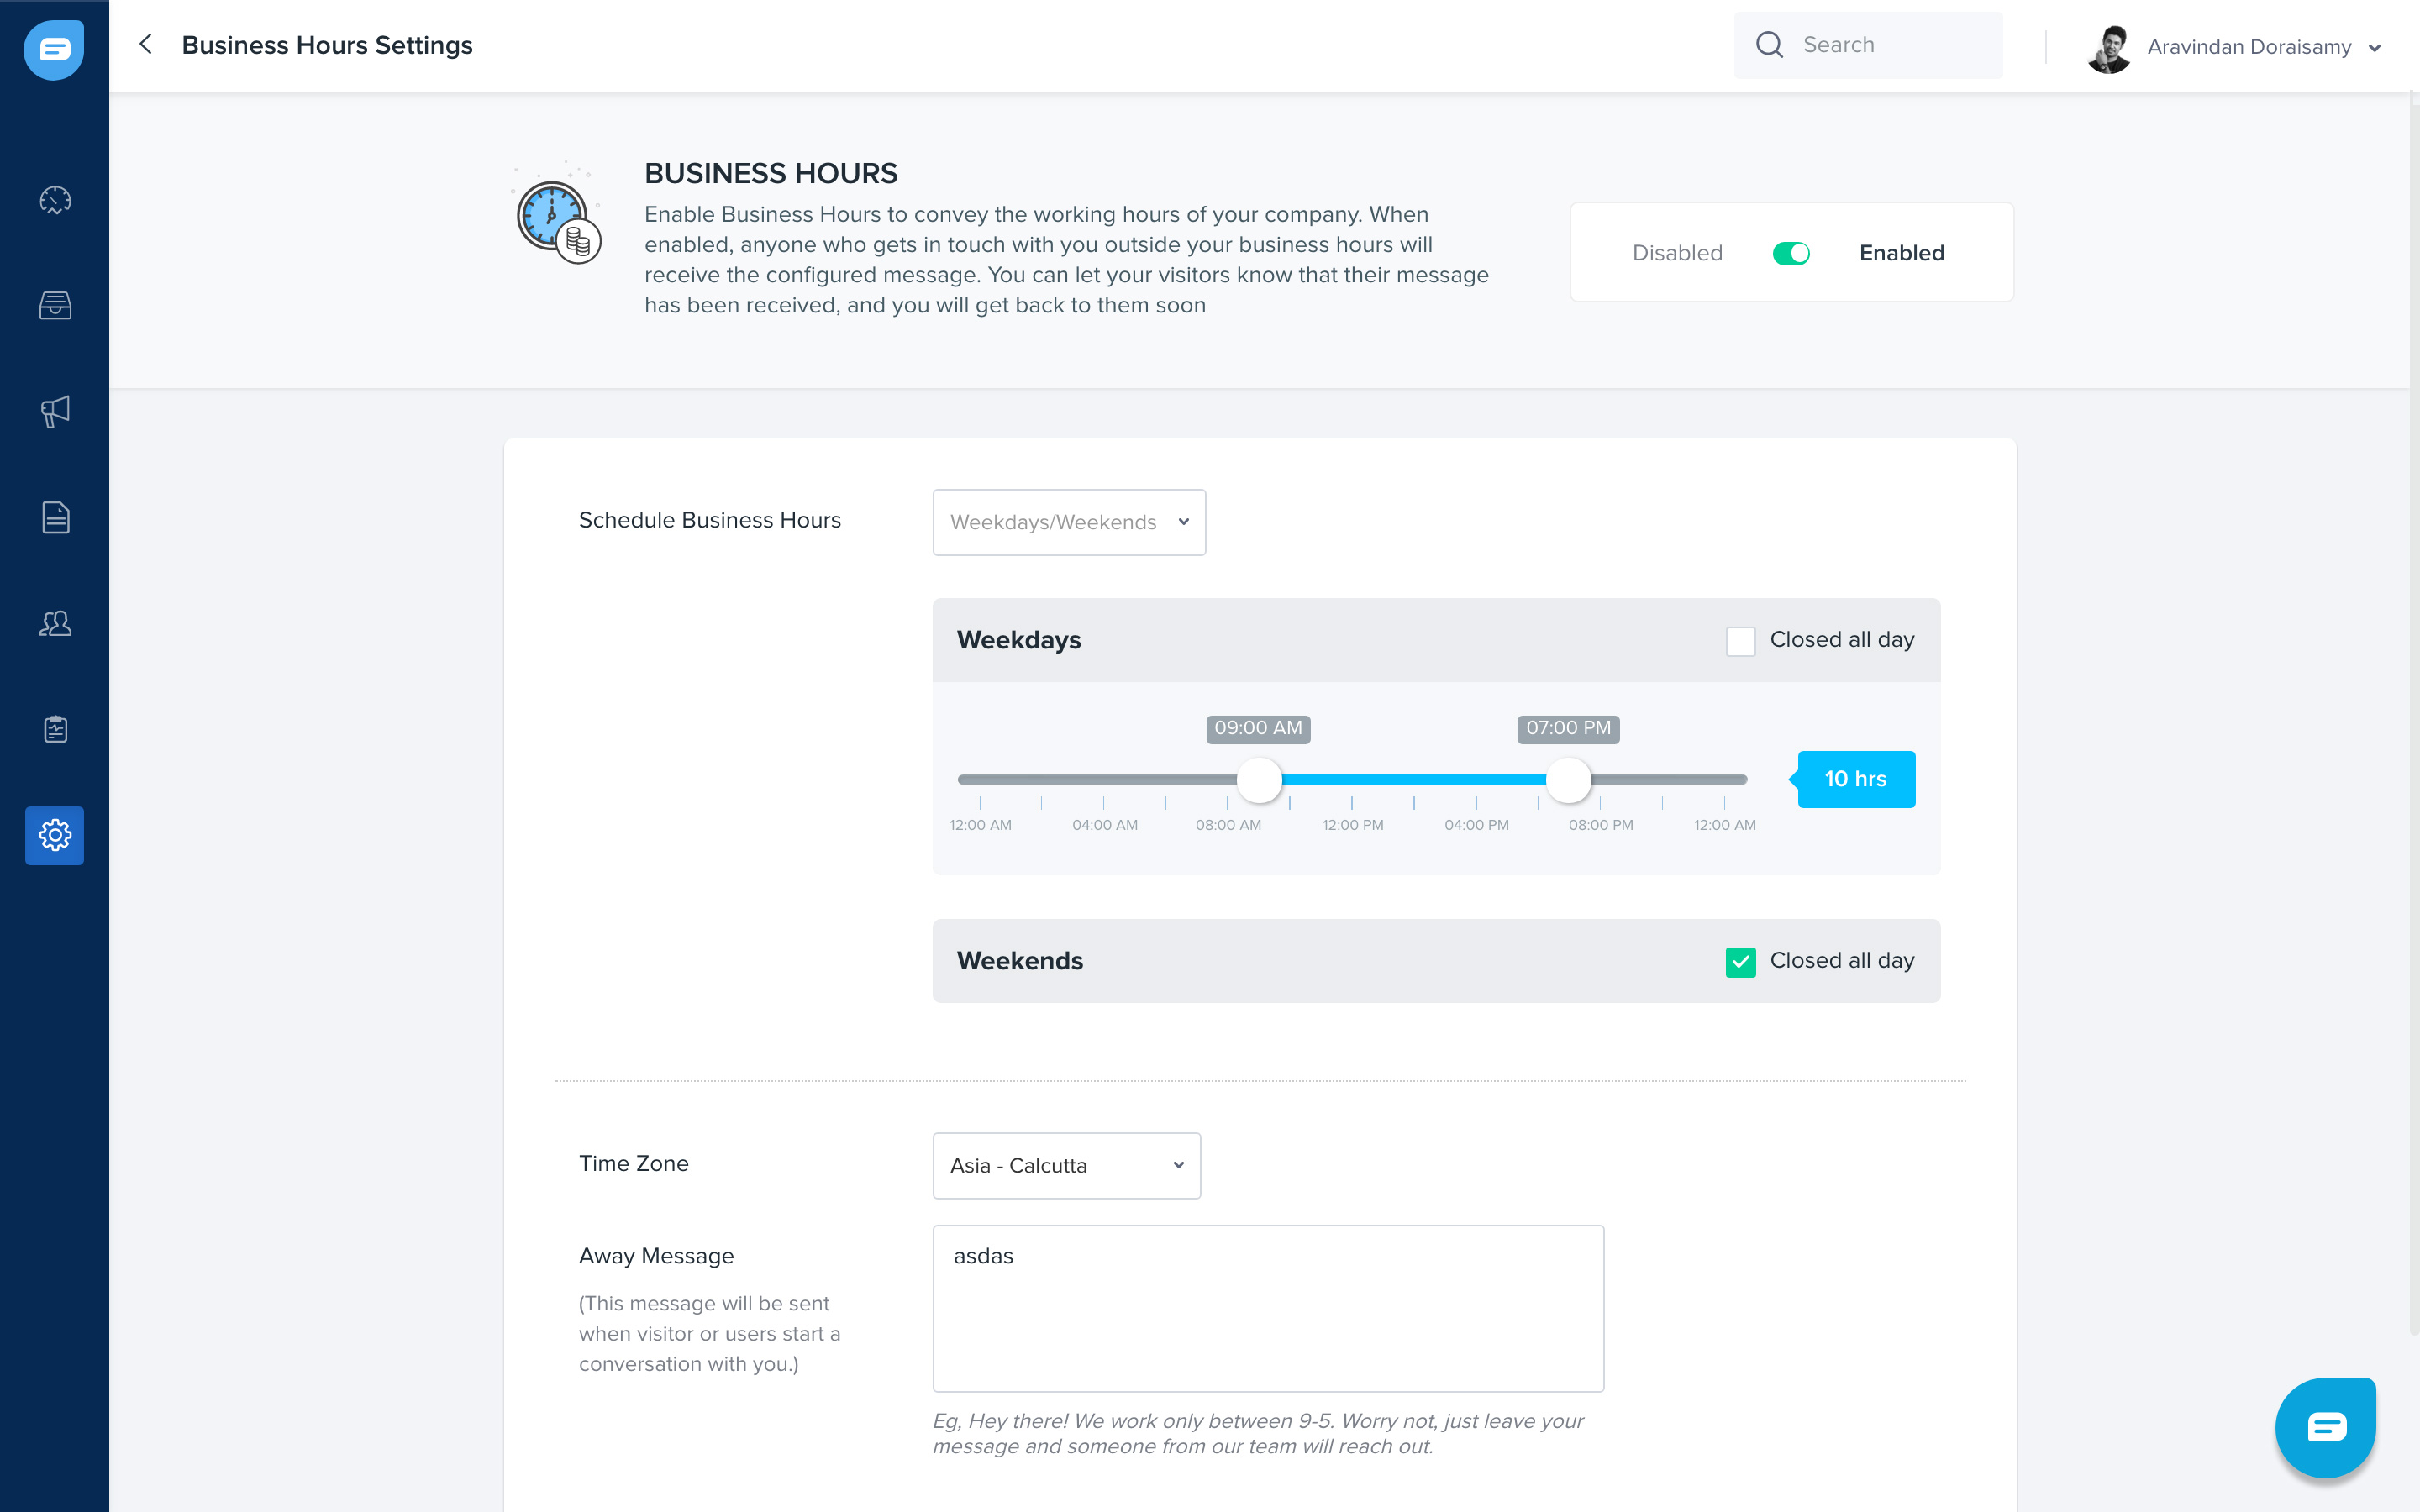 Business Hours Settings
Search
Aravindan Doraisamy
BUSINESS HOURS
Enable Business Hours to convey the working hours of your company. When
enabled, anyone who gets in touch with you outside your business hours will
receive the configured message. You can let your visitors know that their message
has been received, and you will get back to them soon
Disabled
Enabled
Schedule Business Hours
Weekdays/Weekends
Weekdays
Closed all day
09:00 AM
07:00 PM
10 hrs
12:00 AM
04:00 AM
08:00 AM
12:00 PM
04:00 PM
08:00 PM
12:00 AM
Weekends
Closed all day
Time Zone
Asia - Calcutta
Away Message
(This message will be sent
when visitor or users start a
conversation with you.)
asdas
Eg, Hey there! We work only between 9-5. Worry not, just leave your
message and someone from our team will reach out.